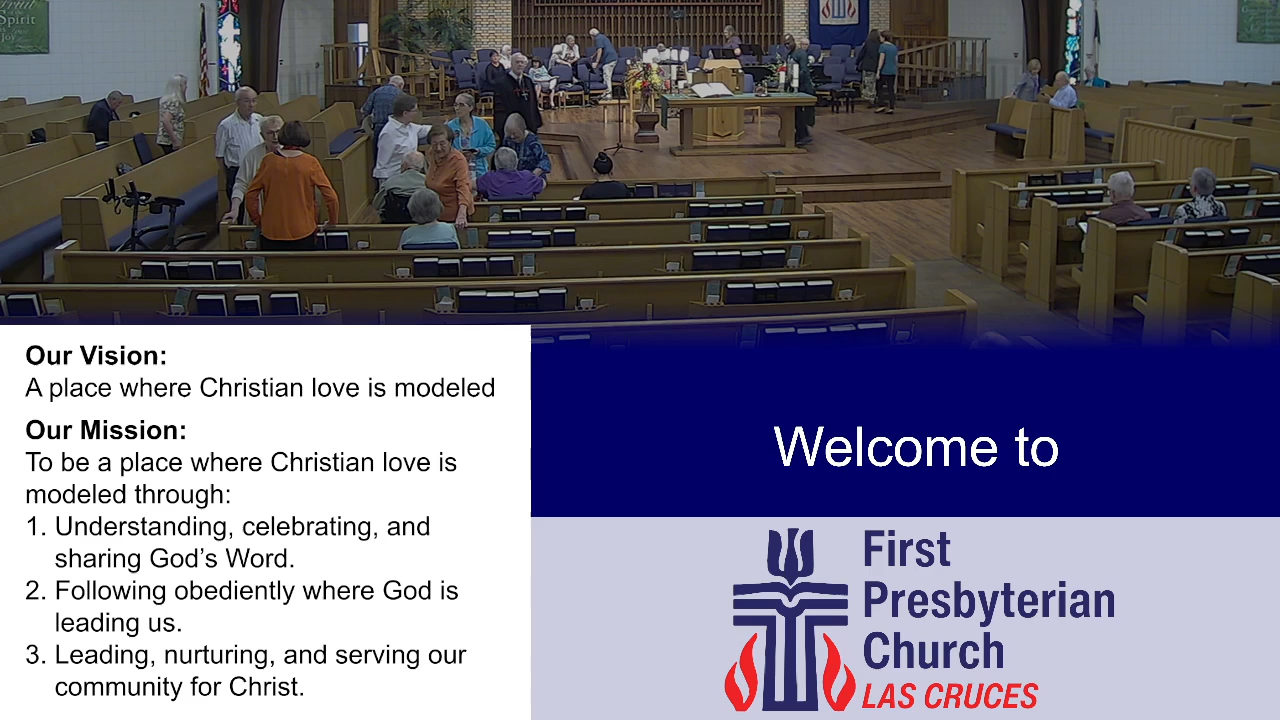 Spirit
Joy
Our Vision:
A place where Christian love is modeled
Our Mission:
To be a place where Christian love is
modeled through:
1. Understanding, celebrating, and
sharing God’s Word.
2. Following obediently where God is
leading us.
3. Leading, nurturing, and serving our
community for Christ.
Welcome to
First
Presbyterian
Church
LAS CRUCES